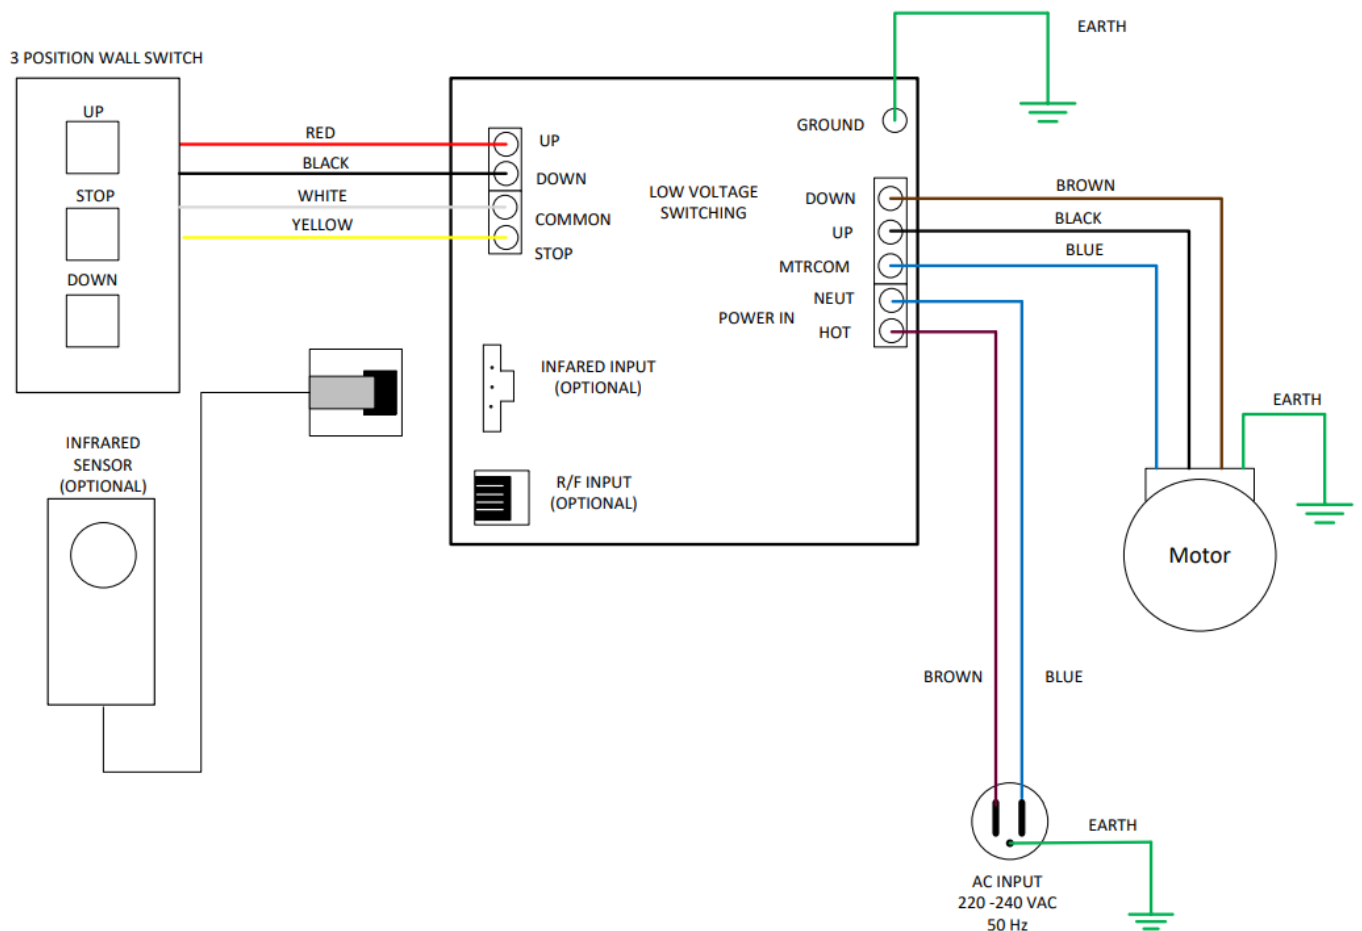 3 POSITION WALL SWITCH
UP
STOP
DOWN
RED
BLACK
WHITE
YELLOW
UP
DOWN
COMMON
STOP
LOW VOLTAGE
SWITCHING
GROUND
EARTH
DOWN
UP
MTRCOM
NEUT
POWER IN
HOT
BROWN
BLACK
BLUE
INFARED INPUT
(OPTIONAL)
R/F INPUT
(OPTIONAL)
INFRARED
SENSOR
(OPTIONAL)
EARTH
Motor
BROWN
BLUE
EARTH
AC INPUT
220 -240 VAC
50 Hz